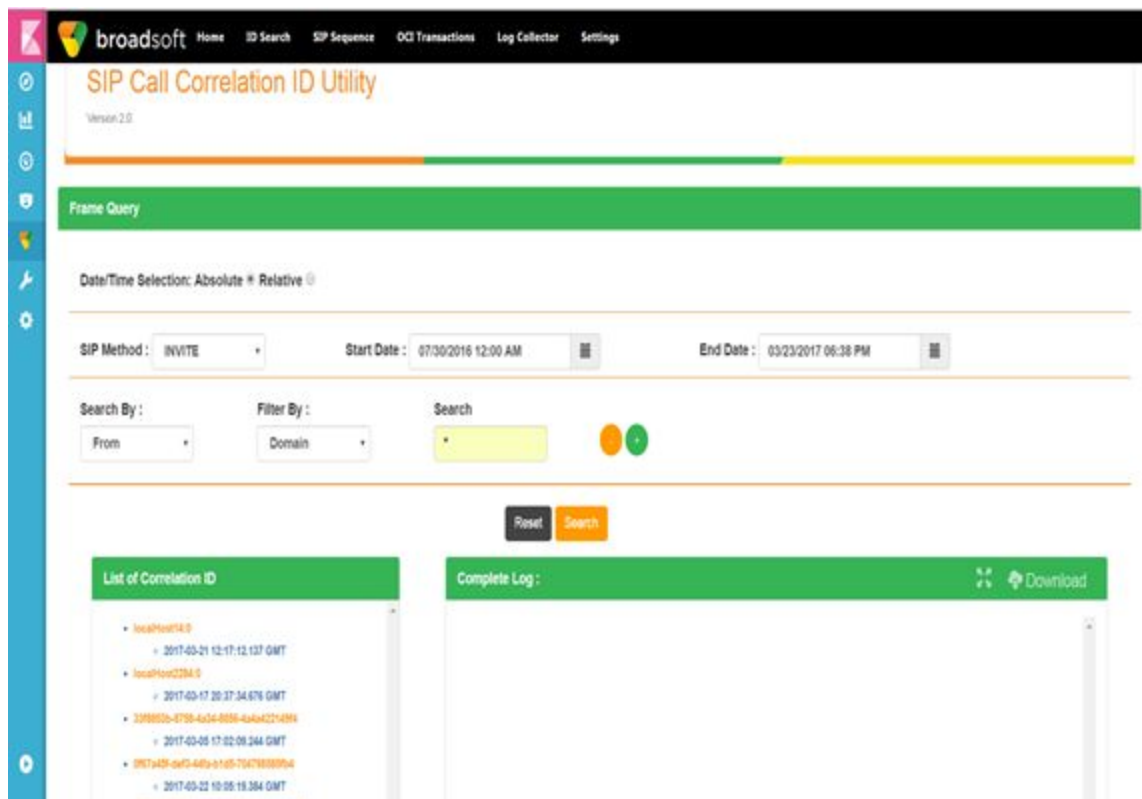 broadsoft Home ID Search SIP Sequence OCI Transactions Log Collector Settings
SIP Call Correlation ID Utility
Version 2.0
Frame Query
Date/Time Selection: Absolute Relative
SIP Method : INVITE Start Date : 07/30/2016 12:00 AM End Date : 03/23/2017 06:38 PM
Search By : Filter By : Search
From Domain *
- +
Reset Search
List of Correlation ID Complete Log : Download
localHost14:0
2017-03-21 12:17:12.137 GMT
localHost2284:0
2017-03-17 20:37:34.676 GMT
2017-03-05 17:02:09.244 GMT
2017-03-22 10:05:19.384 GMT